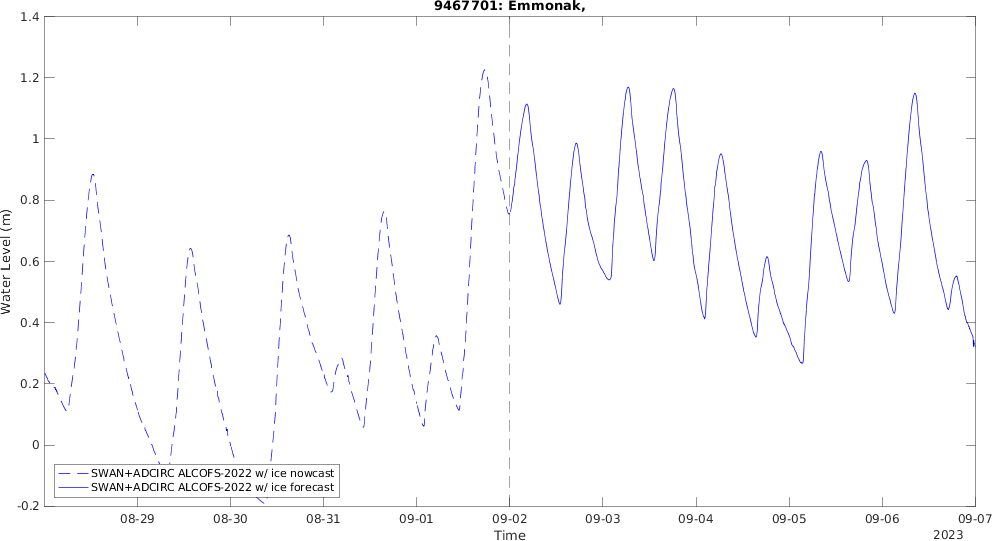 9467701: Emmonak,
1.4
1.2
1
0.8
0.6
0.4
0.2
0
-0.2
Water Level (m)
SWAN+ADCIRC ALCOFS-2022 w/ ice nowcast
SWAN+ADCIRC ALCOFS-2022 w/ ice forecast
08-29 08-30 08-31 09-01 09-02 09-03 09-04 09-05 09-06 09-07
Time
2023